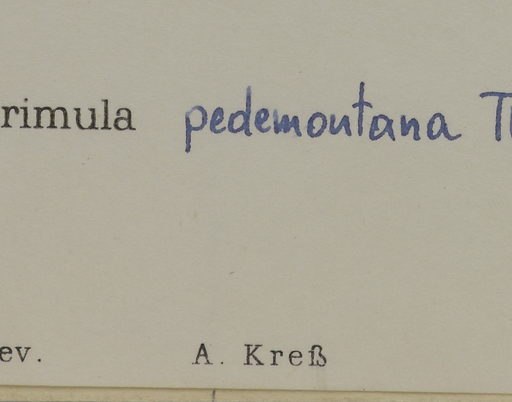 rimula pedemontana
ev. A. Kreß